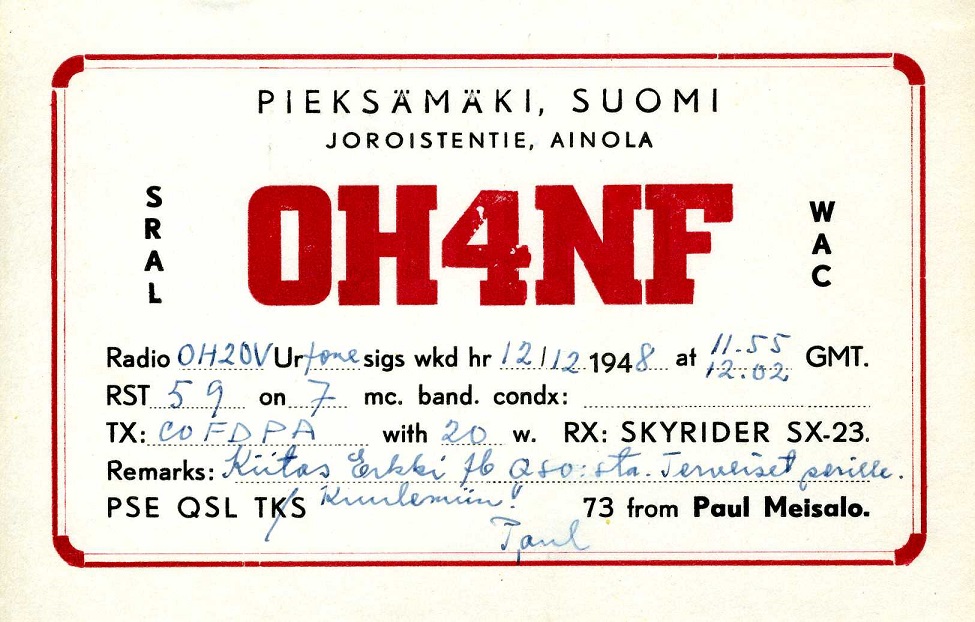 PIEKSÄMÄKI, SUOMI
JOROISTENTIE, AINOLA
SRAL
OH4NF
WAC
Radio OH2OV Ur fone sigs wkd hr 12/12 1948 at 11.55 12.02 GMT.
RST 59 on 7 mc. band. condx:
TX: CO FD PA with 20 w. RX: SKYRIDER SX-23.
Remarks: Kiitos Erkki fb QSO:sta. Terveiset perille.
PSE QSL TKS Kuulemiin! 73 from Paul Meisalo.
Paul